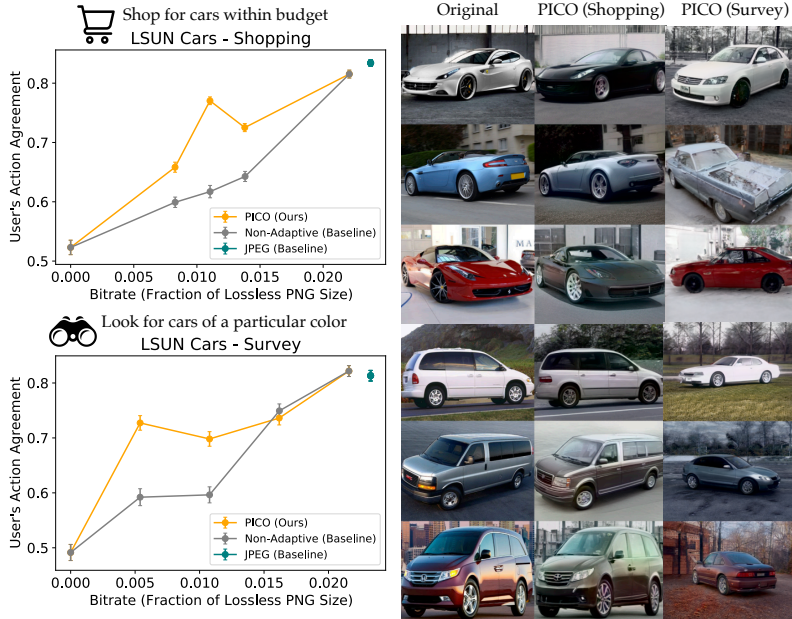 Shop for cars within budget
LSUN Cars - Shopping
User's Action Agreement
0.8
0.7
0.6
0.5
PICO (Ours)
Non-Adaptive (Baseline)
JPEG (Baseline)
0.000 0.005 0.010 0.015 0.020
Bitrate (Fraction of Lossless PNG Size)
Look for cars of a particular color
LSUN Cars - Survey
User's Action Agreement
0.8
0.7
0.6
0.5
PICO (Ours)
Non-Adaptive (Baseline)
JPEG (Baseline)
0.000 0.005 0.010 0.015 0.020
Bitrate (Fraction of Lossless PNG Size)
Original PICO (Shopping) PICO (Survey)